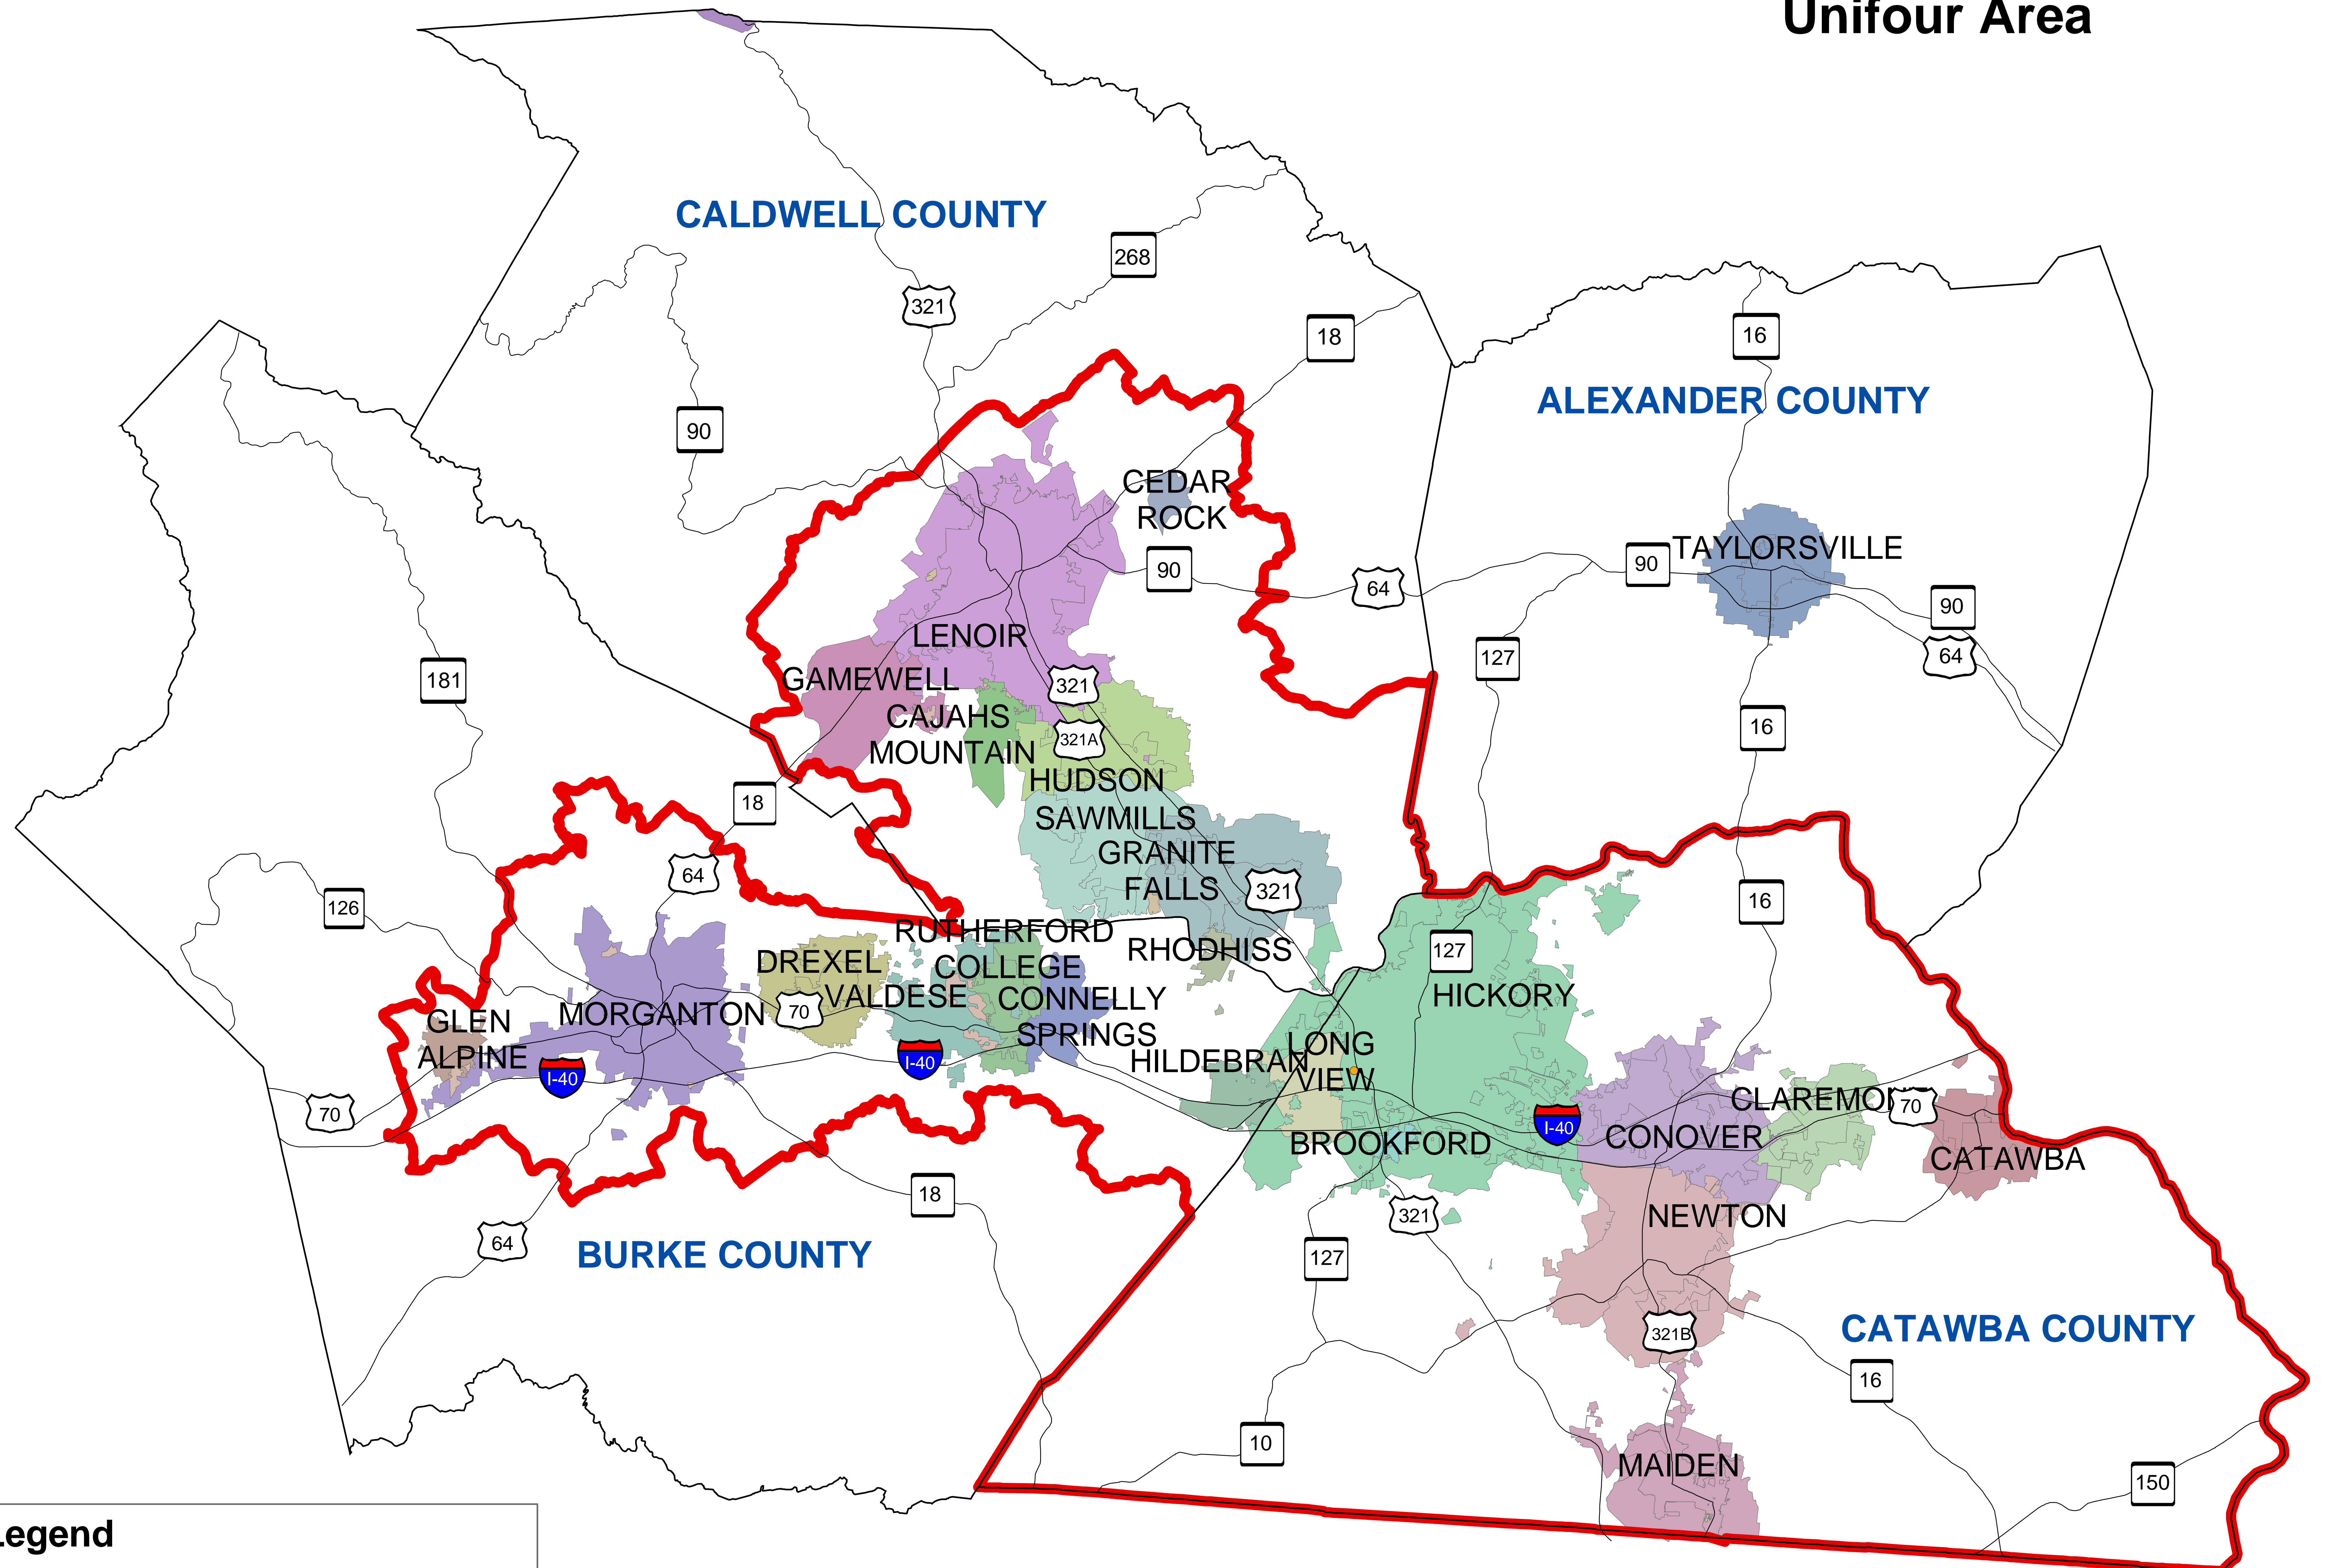 Unifour Area
CALDWELL COUNTY
268
321
18
16
ALEXANDER COUNTY
90
CEDAR
ROCK
TAYLORSVILLE
90
64
90
90
64
LENOIR
127
181
GAMEWELL
321
CAJAHS
MOUNTAIN
321A
16
HUDSON
18
SAWMILLS
GRANITE
FALLS
64
321
126
16
RUTHERFORD
COLLEGE
RHODHISS
127
DREXEL
VALDESE
CONNELLY
SPRINGS
HICKORY
70
MORGANTON
GLEN
ALPINE
I-40
I-40
LONG
VIEW
HILDEBRAN
70
CLAREMON
70
I-40
CONOVER
BROOKFORD
CATAWBA
18
321
NEWTON
64
BURKE COUNTY
127
321B
CATAWBA COUNTY
16
10
MAIDEN
150
Legend